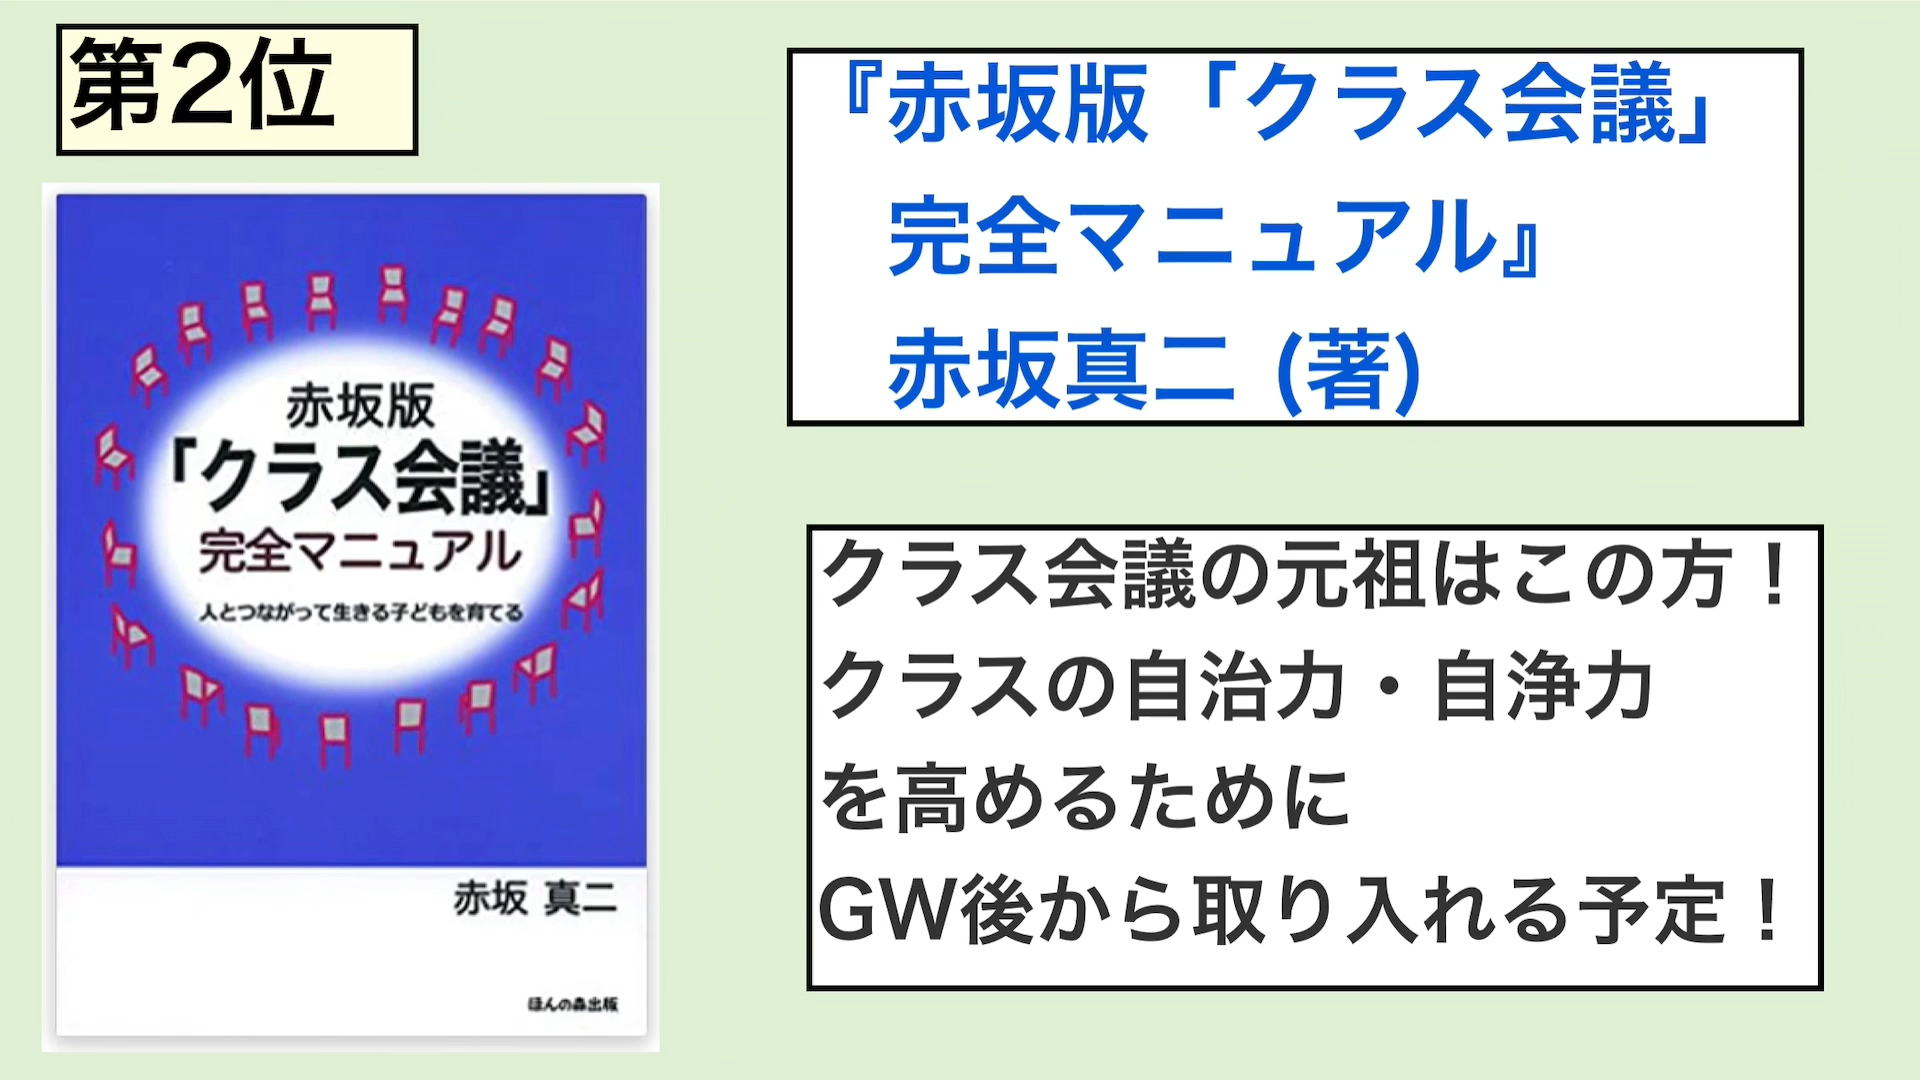 第2位
『赤坂版「クラス会議」
完全マニュアル』
赤坂真二 (著)
赤坂版
「クラス会議」
完全マニュアル
人とつながって生きる子どもを育てる
赤坂 真二
ほんの森出版
クラス会議の元祖はこの方！
クラスの自治力・自浄力
を高めるために
GW後から取り入れる予定！